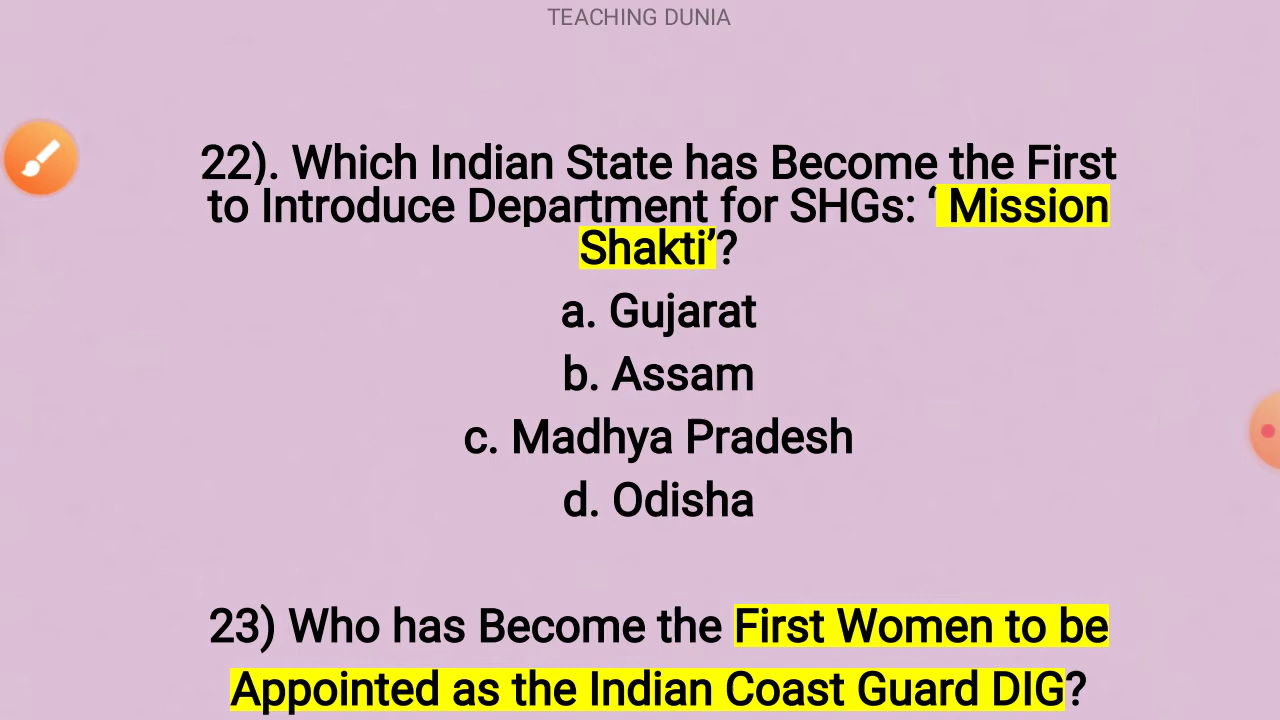 TEACHING DUNIA
22). Which Indian State has Become the First
to Introduce Department for SHGs: ‘ Mission
Shakti’?
a. Gujarat
b. Assam
c. Madhya Pradesh
d. Odisha
23) Who has Become the First Women to be
Appointed as the Indian Coast Guard DIG?